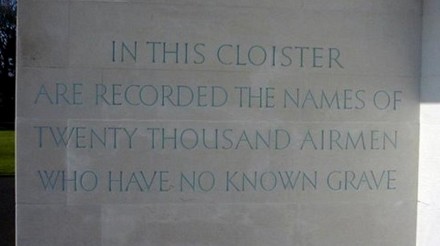 IN THIS CLOISTER
ARE RECORDED THE NAMES OF
TWENTY THOUSAND AIRMEN
WHO HAVE NO KNOWN GRAVE